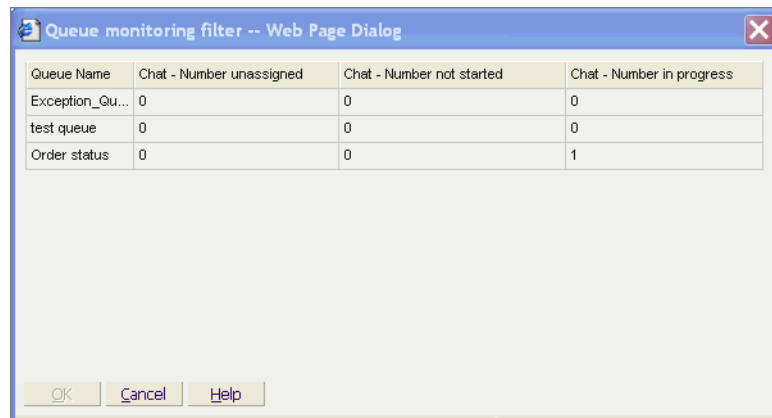 Queue monitoring filter -- Web Page Dialog
Queue Name Chat - Number unassigned Chat - Number not started Chat - Number in progress
Exception_Qu... 0 0 0
test queue 0 0 0
Order status 0 0 1
OK Cancel Help